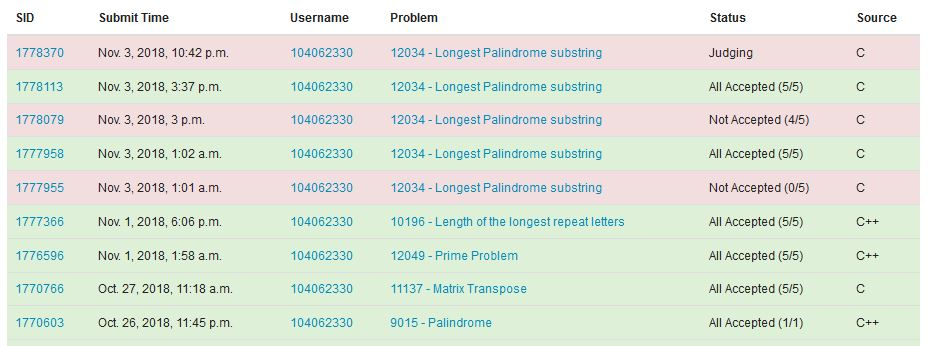 SID Submit Time Username Problem Status Source
1778370 Nov. 3, 2018, 10:42 p.m. 104062330 12034 - Longest Palindrome substring Judging C
1778113 Nov. 3, 2018, 3:37 p.m. 104062330 12034 - Longest Palindrome substring All Accepted (5/5) C
1778079 Nov. 3, 2018, 3 p.m. 104062330 12034 - Longest Palindrome substring Not Accepted (4/5) C
1777958 Nov. 3, 2018, 1:02 a.m. 104062330 12034 - Longest Palindrome substring All Accepted (5/5) C
1777955 Nov. 3, 2018, 1:01 a.m. 104062330 12034 - Longest Palindrome substring Not Accepted (0/5) C
1777366 Nov. 1, 2018, 6:06 p.m. 104062330 10196 - Length of the longest repeat letters All Accepted (5/5) C++
1776596 Nov. 1, 2018, 1:58 a.m. 104062330 12049 - Prime Problem All Accepted (5/5) C++
1770766 Oct. 27, 2018, 11:18 a.m. 104062330 11137 - Matrix Transpose All Accepted (5/5) C
1770603 Oct. 26, 2018, 11:45 p.m. 104062330 9015 - Palindrome All Accepted (1/1) C++